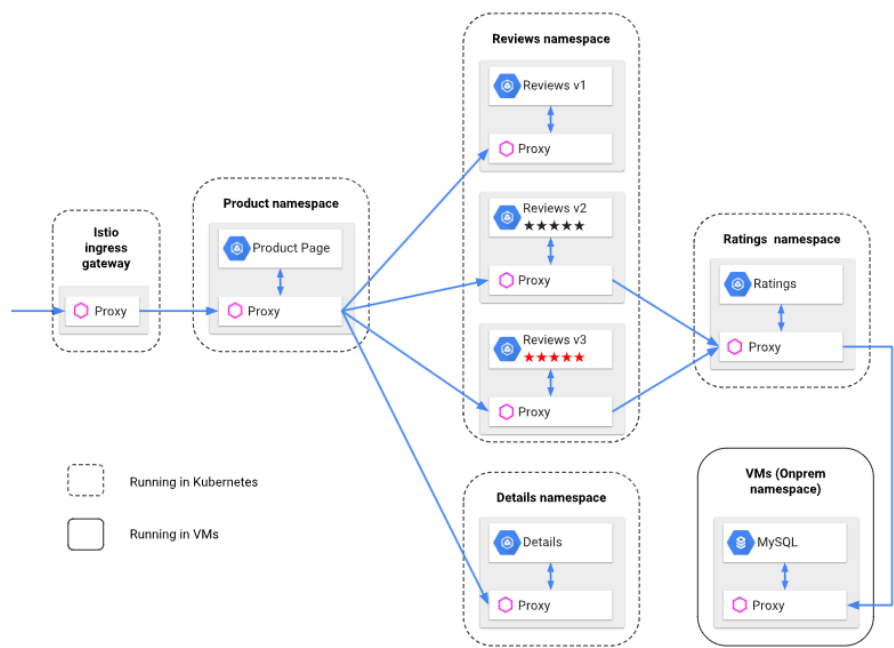 Istio
ingress
gateway
Proxy
Product namespace
Product Page
Proxy
Reviews namespace
Reviews v1
Proxy
Reviews v2
★★★★★
Proxy
Reviews v3
★★★★★
Proxy
Ratings namespace
Ratings
Proxy
Running in Kubernetes
Running in VMs
Details namespace
Details
Proxy
VMs (Onprem
namespace)
MySQL
Proxy